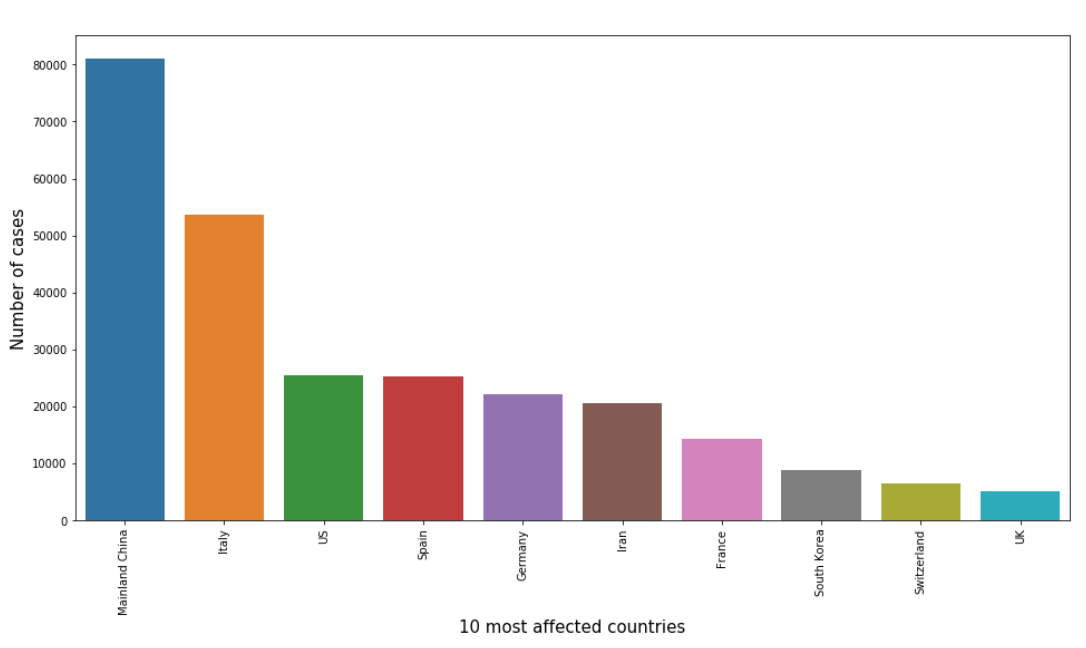 80000
70000
60000
50000
40000
30000
20000
10000
0
Number of cases
Mainland China
Italy
US
Spain
Germany
Iran
France
South Korea
Switzerland
UK
10 most affected countries